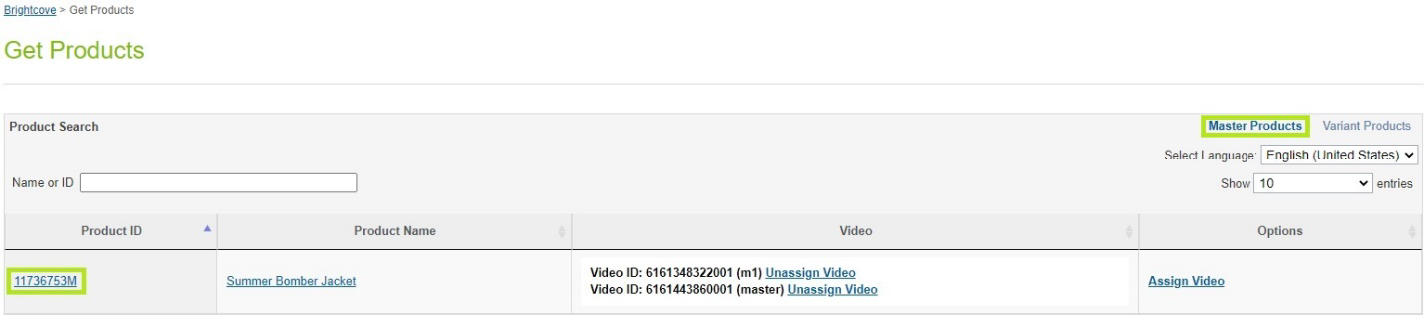 Brightcove > Get Products
Get Products
Product Search
Master Products Variant Products
Select Language: English (United States)
Name or ID
Show 10 entries
Product ID Product Name Video Options
11736753M Summer Bomber Jacket Video ID: 6161348322001 (m1) Unassign Video Assign Video
Video ID: 6161443860001 (master) Unassign Video